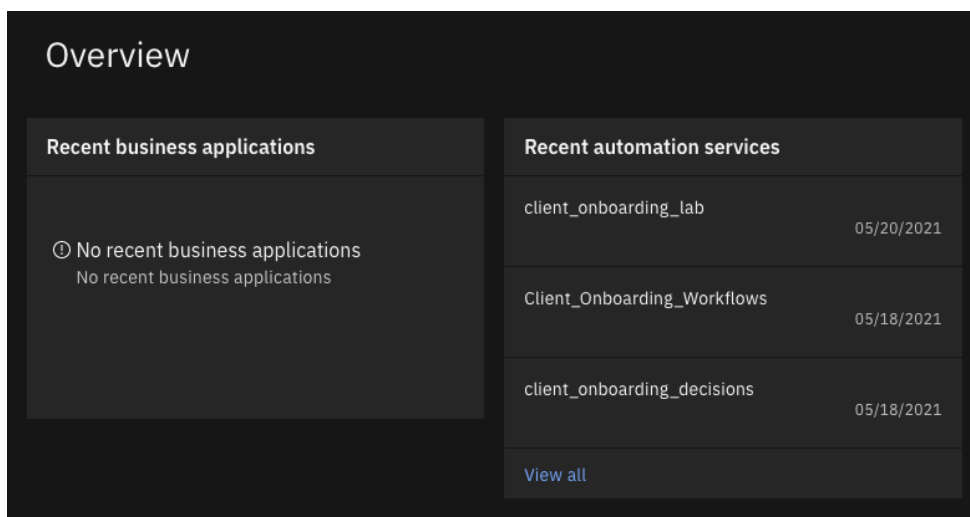 Overview
Recent business applications
No recent business applications
No recent business applications
Recent automation services
client_onboarding_lab
05/20/2021
Client_Onboarding_Workflows
05/18/2021
client_onboarding_decisions
05/18/2021
View all